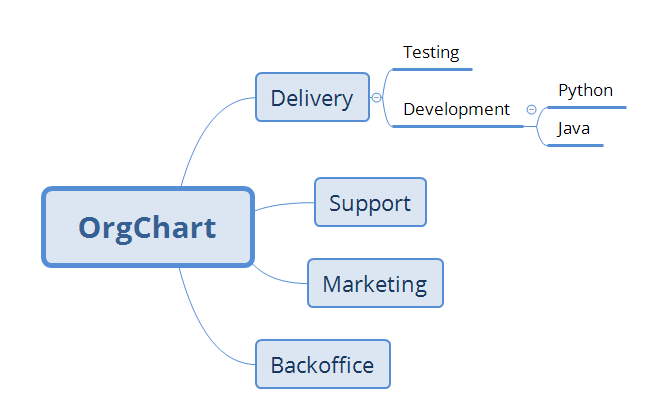 Testing
Delivery
Development
Python
Java
Support
OrgChart
Marketing
Backoffice